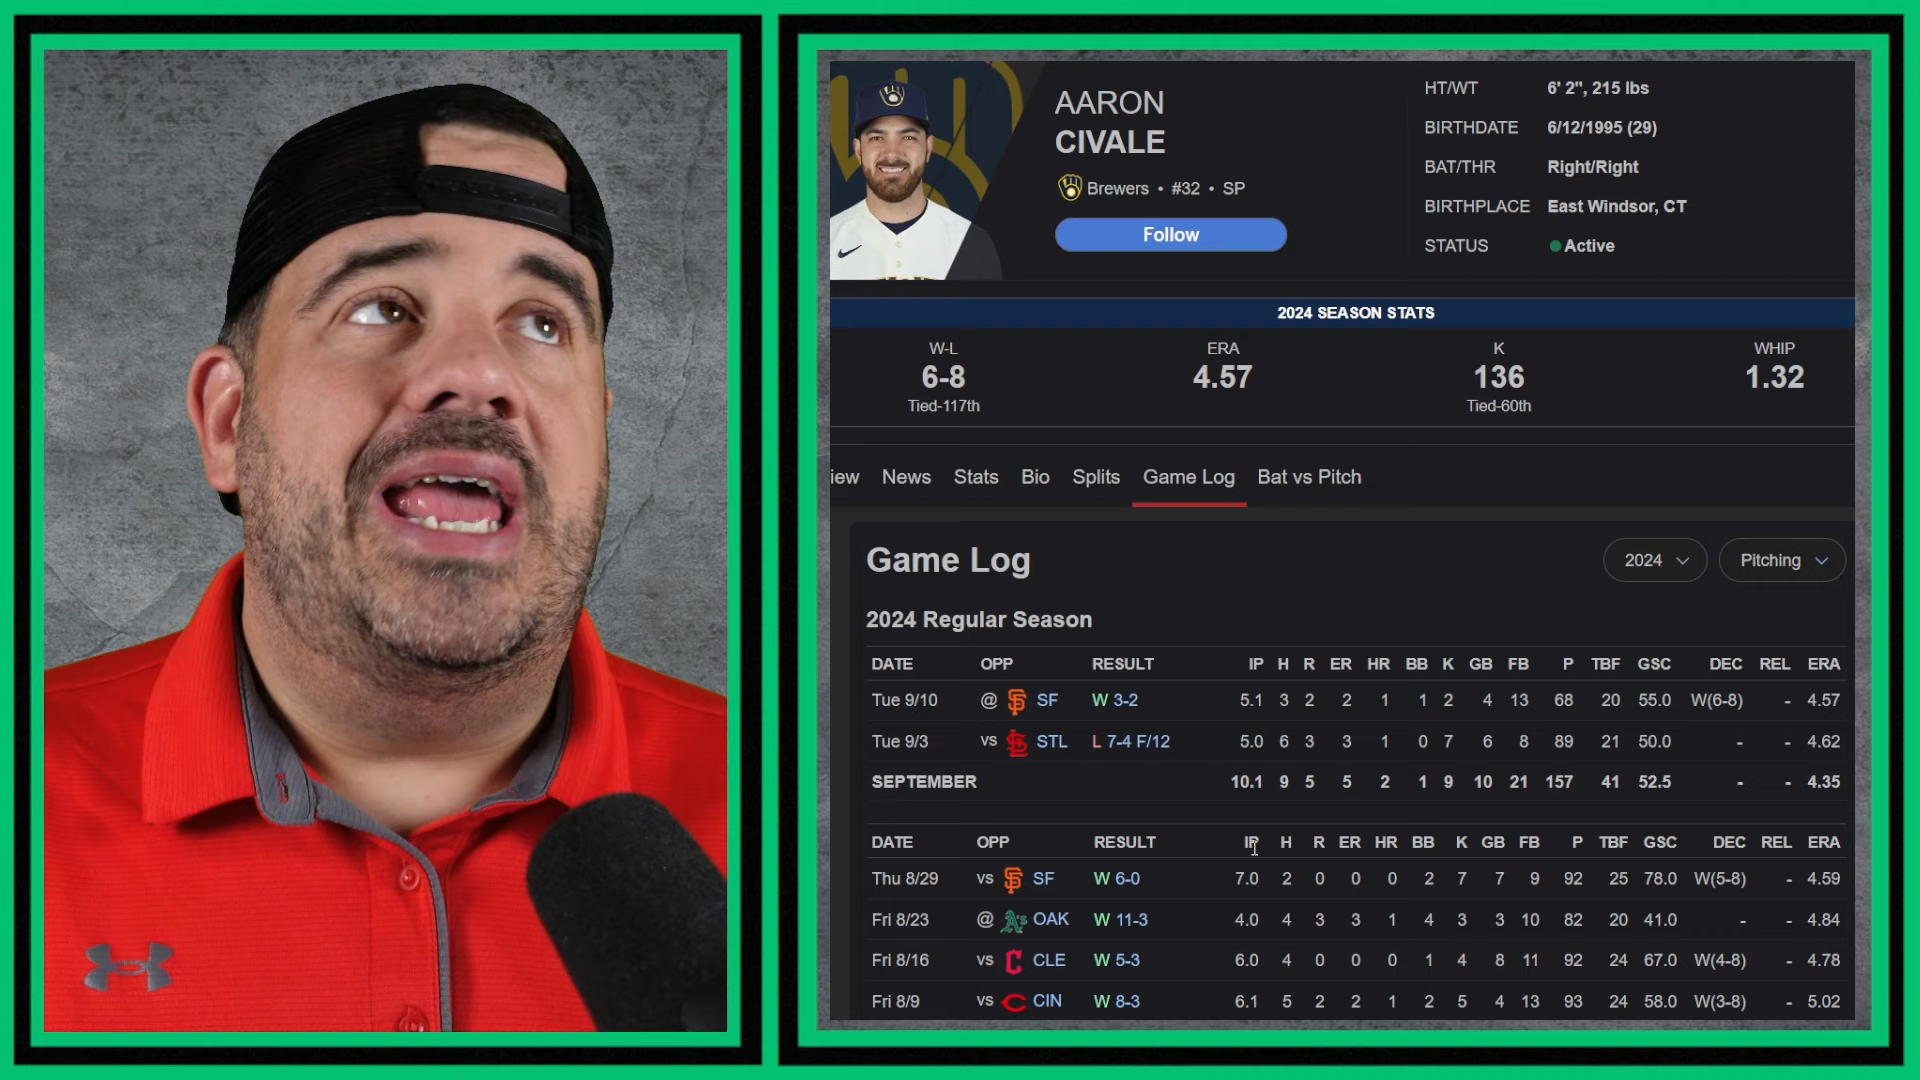 AARON
CIVALE
Brewers • #32 • SP
Follow
HT/WT 6' 2", 215 lbs
BIRTHDATE 6/12/1995 (29)
BAT/THR Right/Right
BIRTHPLACE East Windsor, CT
STATUS Active
2024 SEASON STATS
W-L ERA K WHIP
6-8 4.57 136 1.32
Tied-117th Tied-60th
iew News Stats Bio Splits Game Log Bat vs Pitch
Game Log 2024 Pitching
2024 Regular Season
DATE OPP RESULT IP H R ER HR BB K GB FB P TBF GSC DEC REL ERA
Tue 9/10 @ SF W 3-2 5.1 3 2 2 1 1 2 4 13 68 20 55.0 W(6-8) - 4.57
Tue 9/3 vs STL L 7-4 F/12 5.0 6 3 3 1 0 7 6 8 89 21 50.0 - - 4.62
SEPTEMBER 10.1 9 5 5 2 1 9 10 21 157 41 52.5 - - 4.35
DATE OPP RESULT IP H R ER HR BB K GB FB P TBF GSC DEC REL ERA
Thu 8/29 vs SF W 6-0 7.0 2 0 0 0 2 7 7 9 92 25 78.0 W(5-8) - 4.59
Fri 8/23 @ OAK W 11-3 4.0 4 3 3 1 4 3 3 10 82 20 41.0 - - 4.84
Fri 8/16 vs CLE W 5-3 6.0 4 0 0 0 1 4 8 11 92 24 67.0 W(4-8) - 4.78
Fri 8/9 vs CIN W 8-3 6.1 5 2 2 1 2 5 4 13 93 24 58.0 W(3-8) - 5.02